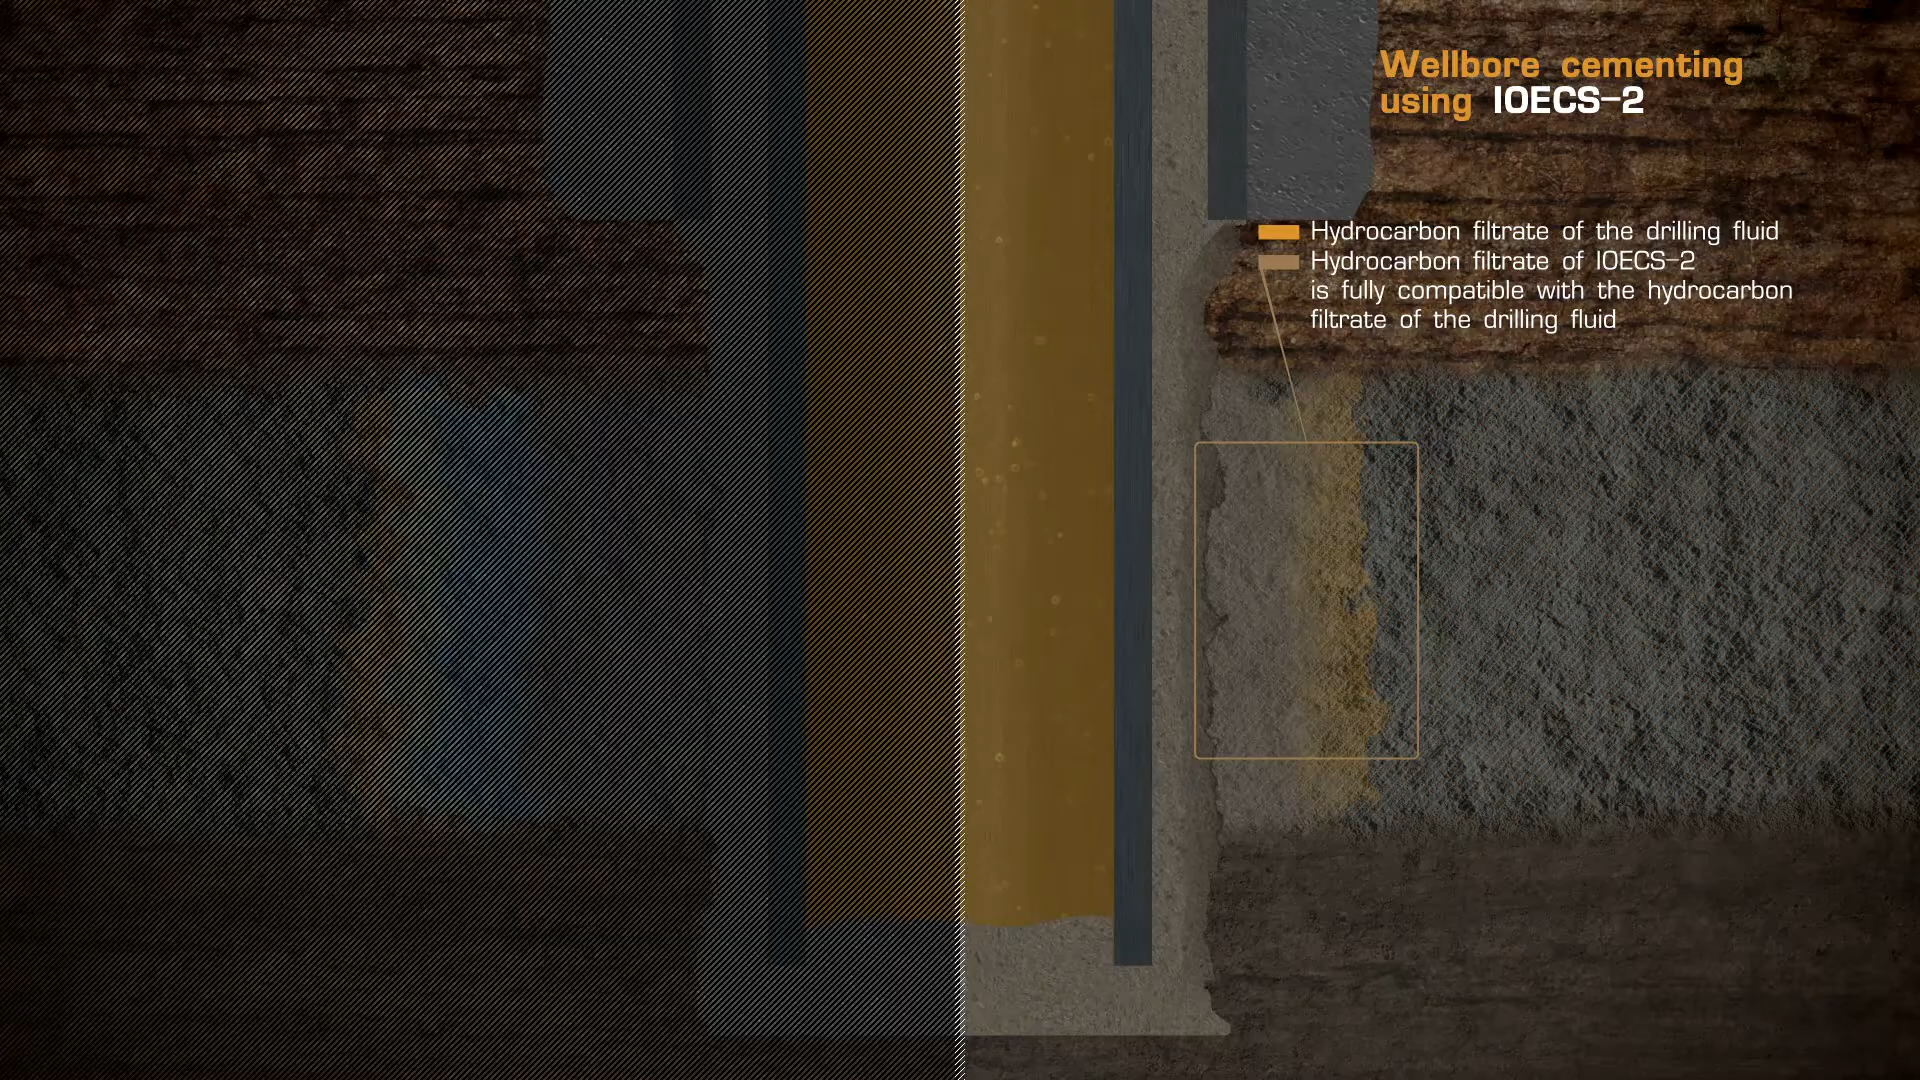 Wellbore cementing
using IOECS-2
Hydrocarbon filtrate of the drilling fluid
Hydrocarbon filtrate of IOECS-2
is fully compatible with the hydrocarbon
filtrate of the drilling fluid